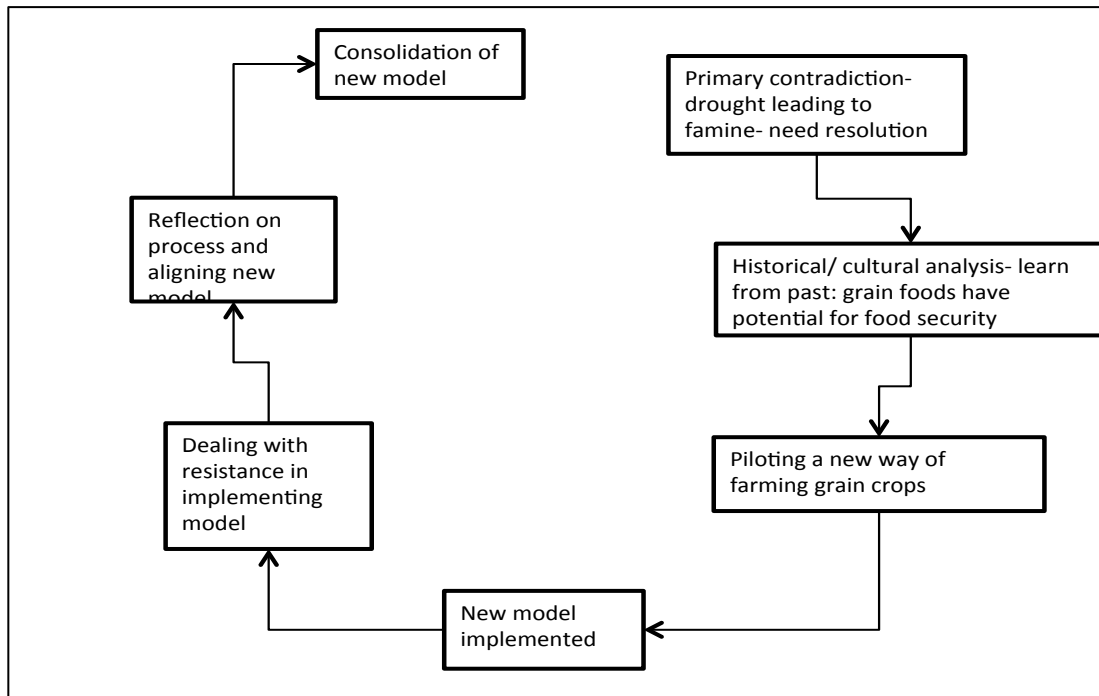 Consolidation of
new model
Primary contradiction-
drought leading to
famine- need resolution
Reflection on
process and
aligning new
model
Historical/ cultural analysis- learn
from past: grain foods have
potential for food security
Dealing with
resistance in
implementing
model
Piloting a new way of
farming grain crops
New model
implemented